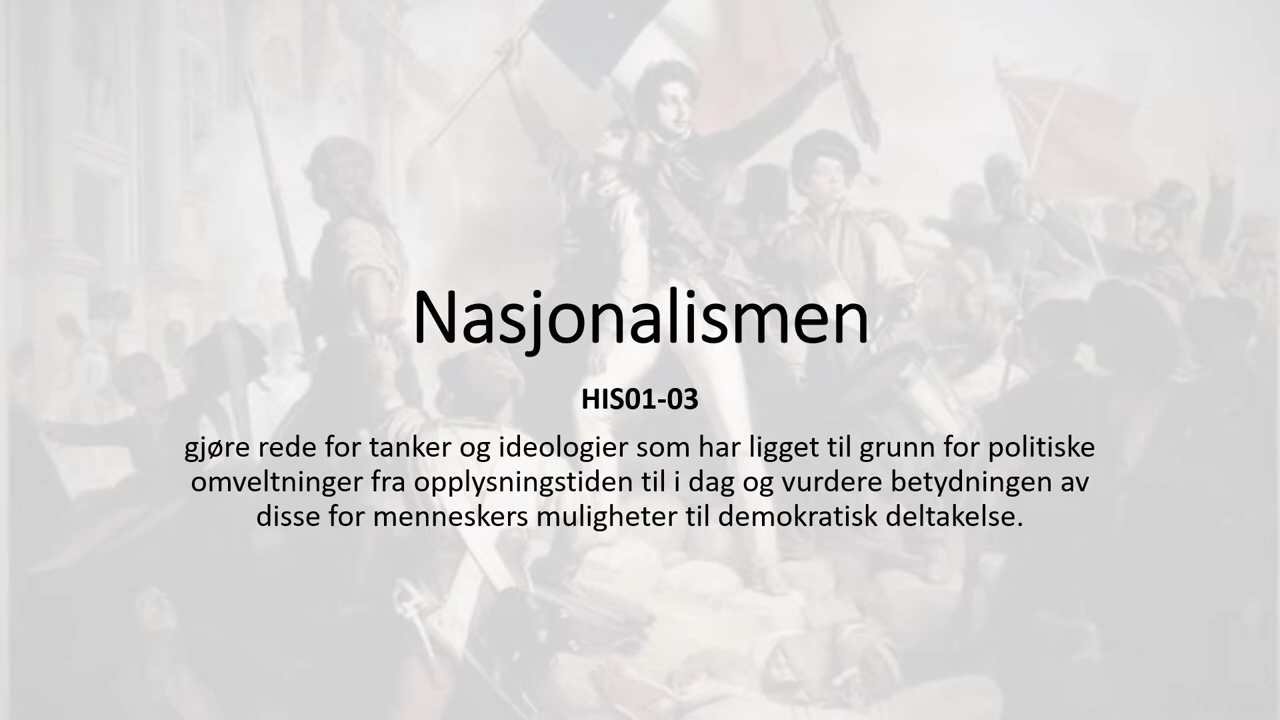 Nasjonalismen
HIS01-03
gjøre rede for tanker og ideologier som har ligget til grunn for politiske
omveltninger fra opplysningstiden til i dag og vurdere betydningen av
disse for menneskers muligheter til demokratisk deltakelse.